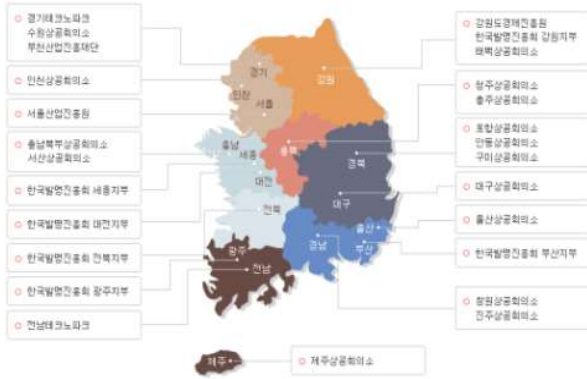 경기테크노파크
수원상공회의소
부천산업진흥재단
인천상공회의소
서울산업진흥원
충남북부상공회의소
서산상공회의소
한국발명진흥회 세종지부
한국발명진흥회 대전지부
한국발명진흥회 전북지부
한국발명진흥회 광주지부
전남테크노파크
경기
인천
서울
강원
충남
세종
충북
대전
경북
대구
전북
울산
경남
부산
광주
전남
제주
강원도경제진흥원
한국발명진흥회 강원지부
태백상공회의소
청주상공회의소
충주상공회의소
포항상공회의소
안동상공회의소
구미상공회의소
대구상공회의소
울산상공회의소
한국발명진흥회 부산지부
창원상공회의소
진주상공회의소
제주상공회의소